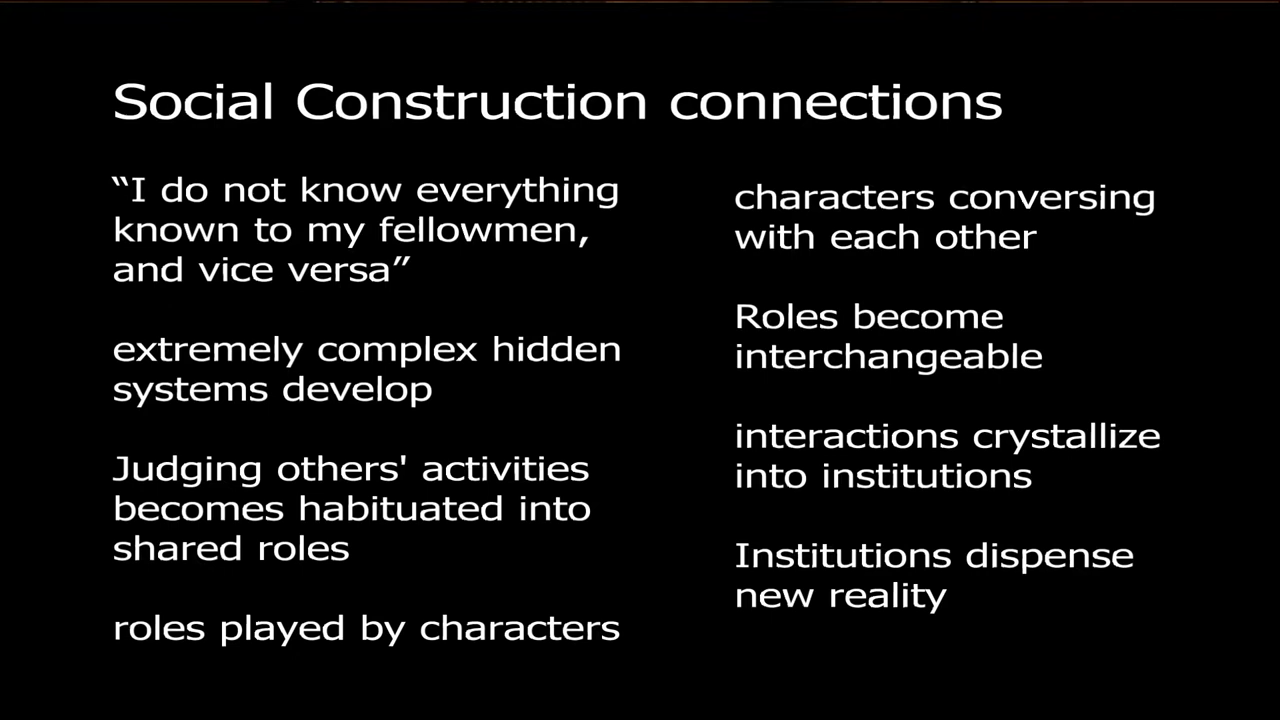 Social Construction connections
“I do not know everything
known to my fellowmen,
and vice versa”
extremely complex hidden
systems develop
Judging others' activities
becomes habituated into
shared roles
roles played by characters
characters conversing
with each other
Roles become
interchangeable
interactions crystallize
into institutions
Institutions dispense
new reality